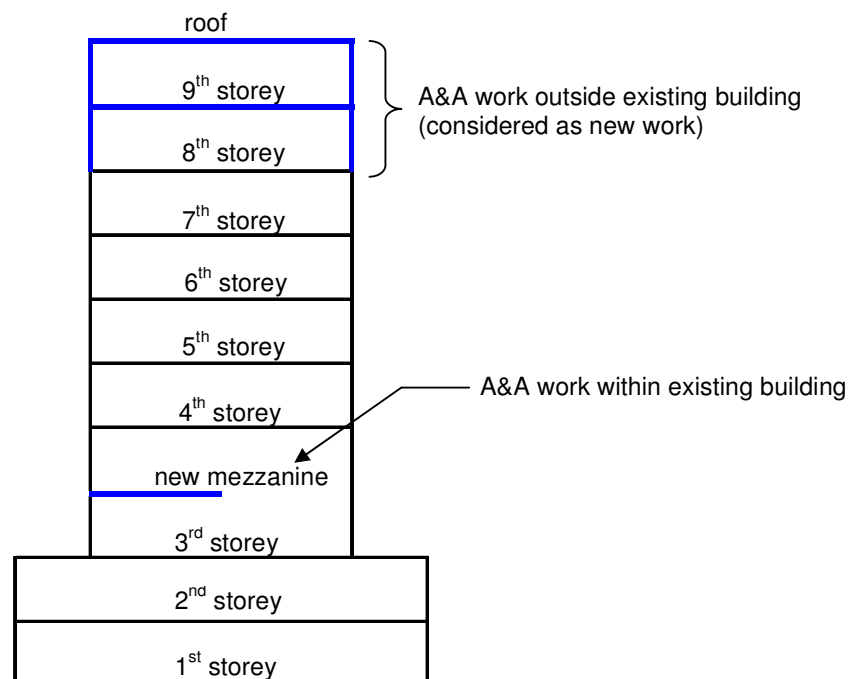 roof
9th storey
A&A work outside existing building
(considered as new work)
8th storey
7th storey
6th storey
5th storey
A&A work within existing building
4th storey
new mezzanine
3rd storey
2nd storey
1st storey